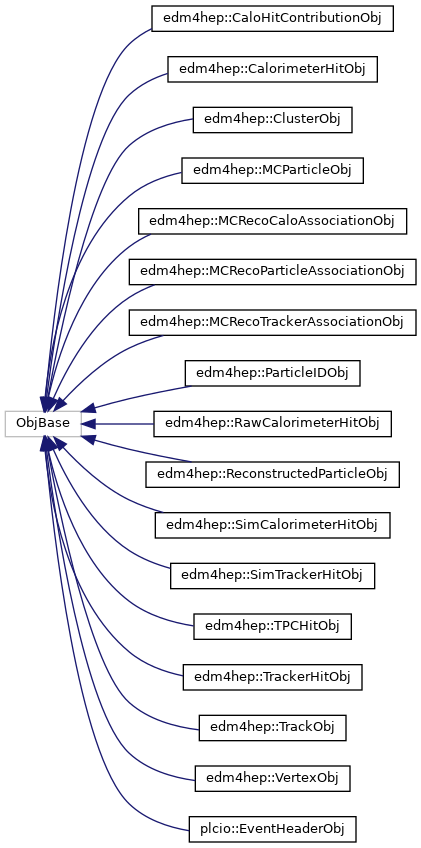 edm4hep::CaloHitContributionObj
edm4hep::CalorimeterHitObj
edm4hep::ClusterObj
edm4hep::MCParticleObj
edm4hep::MCRecoCaloAssociationObj
edm4hep::MCRecoParticleAssociationObj
edm4hep::MCRecoTrackerAssociationObj
edm4hep::ParticleIDObj
ObjBase
edm4hep::RawCalorimeterHitObj
edm4hep::ReconstructedParticleObj
edm4hep::SimCalorimeterHitObj
edm4hep::SimTrackerHitObj
edm4hep::TPCHitObj
edm4hep::TrackerHitObj
edm4hep::TrackObj
edm4hep::VertexObj
plcio::EventHeaderObj